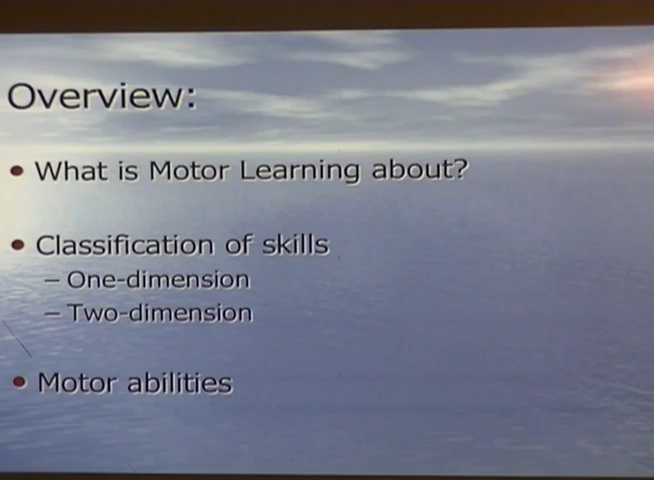 Overview:
• What is Motor Learning about?
• Classification of skills
– One-dimension
– Two-dimension
• Motor abilities